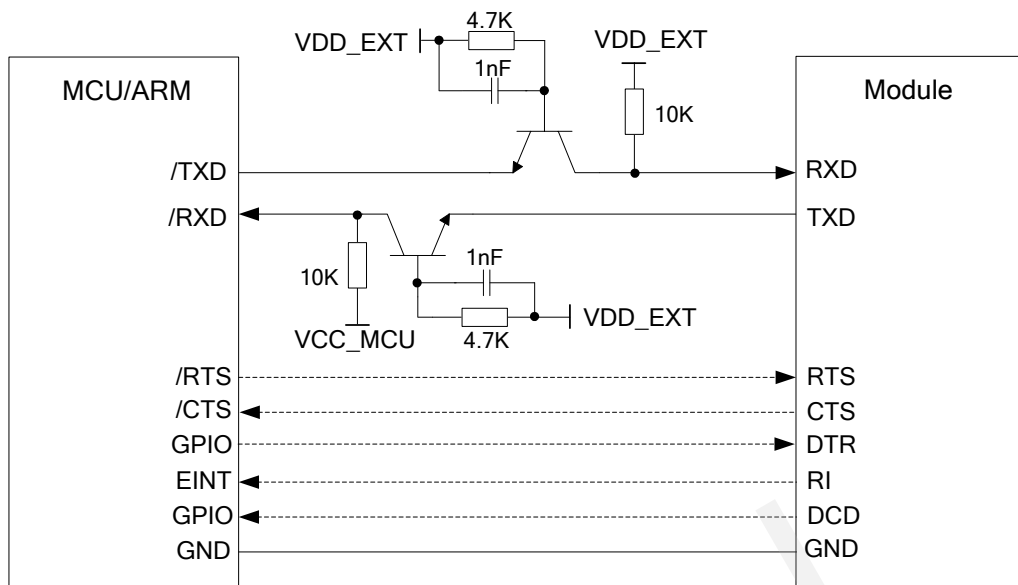 4.7K
VDD_EXT
VDD_EXT
1nF
MCU/ARM
Module
10K
/TXD
RXD
/RXD
TXD
1nF
10K
VDD_EXT
VCC_MCU
4.7K
/RTS
RTS
/CTS
CTS
GPIO
DTR
EINT
RI
GPIO
DCD
GND
GND